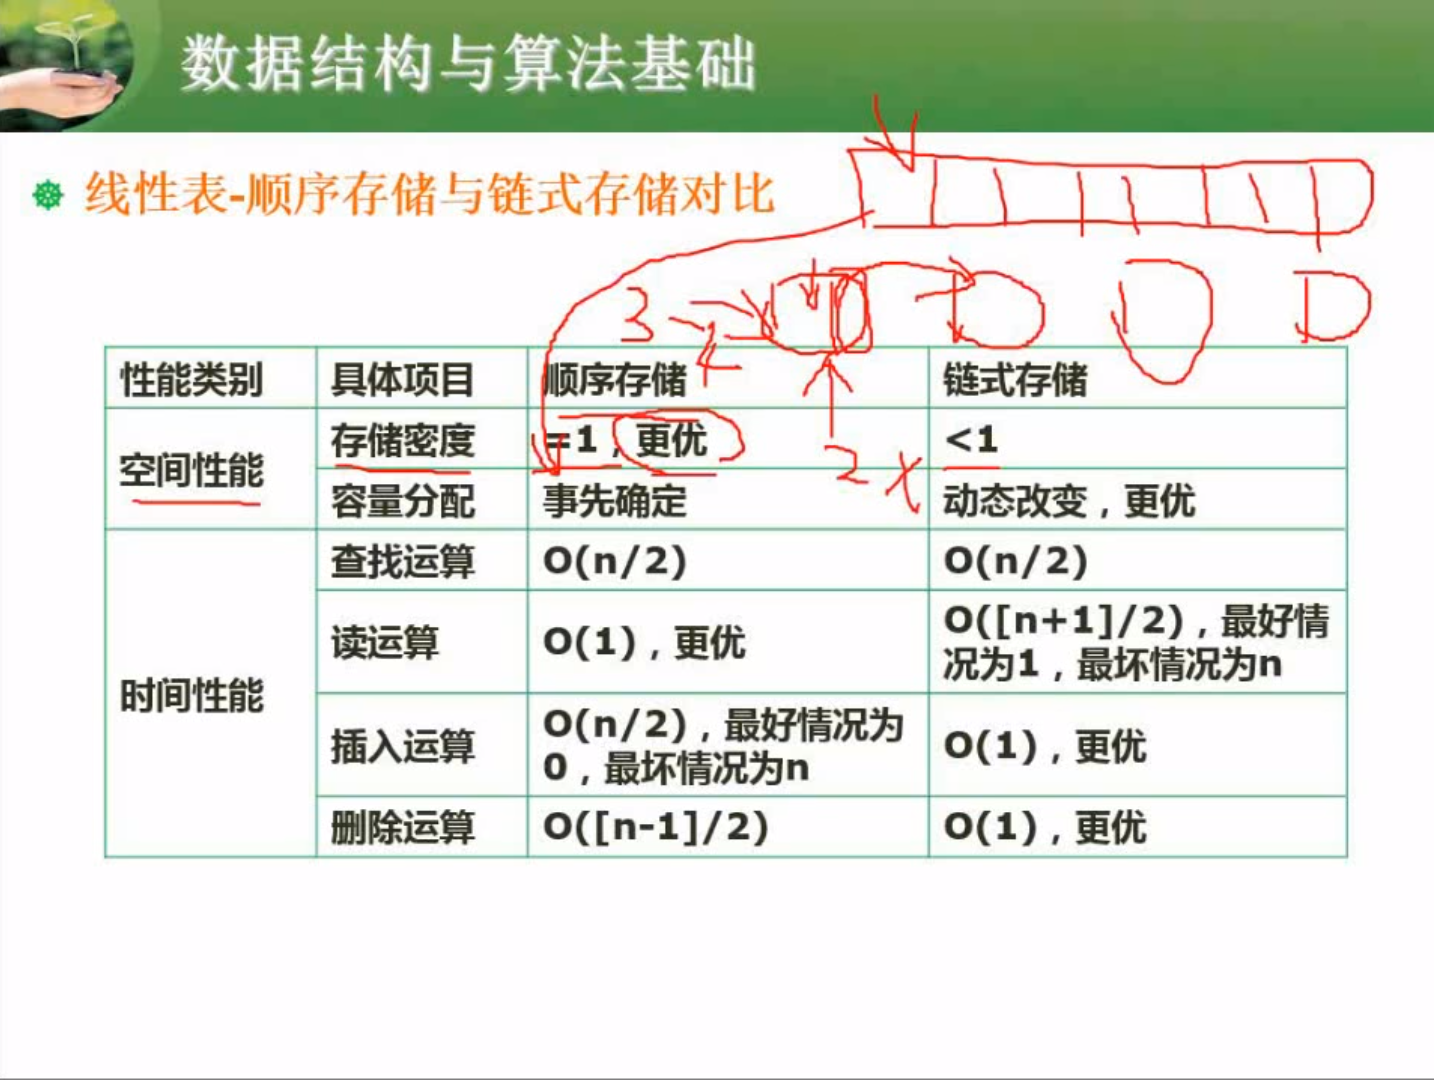 数据结构与算法基础
线性表-顺序存储与链式存储对比
3
2
性能类别 具体项目 顺序存储 链式存储
空间性能 存储密度 =1，更优 <1
2
容量分配 事先确定 动态改变，更优
时间性能 查找运算 O(n/2) O(n/2)
读运算 O(1)，更优 O([n+1]/2)，最好情
况为1，最坏情况为n
插入运算 O(n/2)，最好情况为
0，最坏情况为n O(1)，更优
删除运算 O([n-1]/2) O(1)，更优